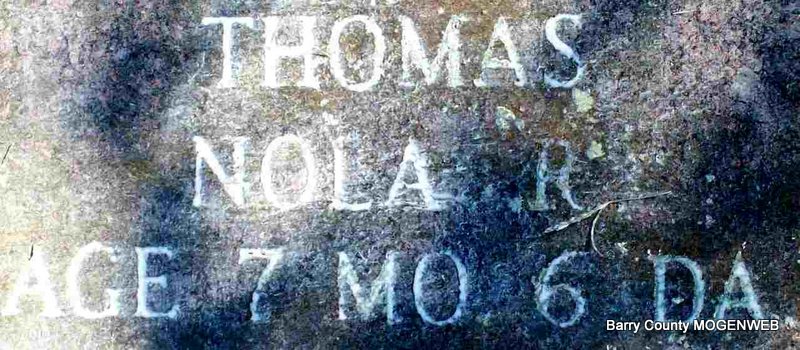 THOMAS
NOLA R
AGE 7 MO 6 DA
Barry County MOGENWEB